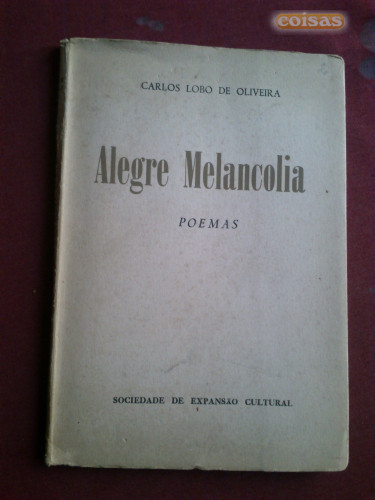 coisas
CARLOS LOBO DE OLIVEIRA
Alegre Melancolia
POEMAS
SOCIEDADE DE EXPANSÃO CULTURAL